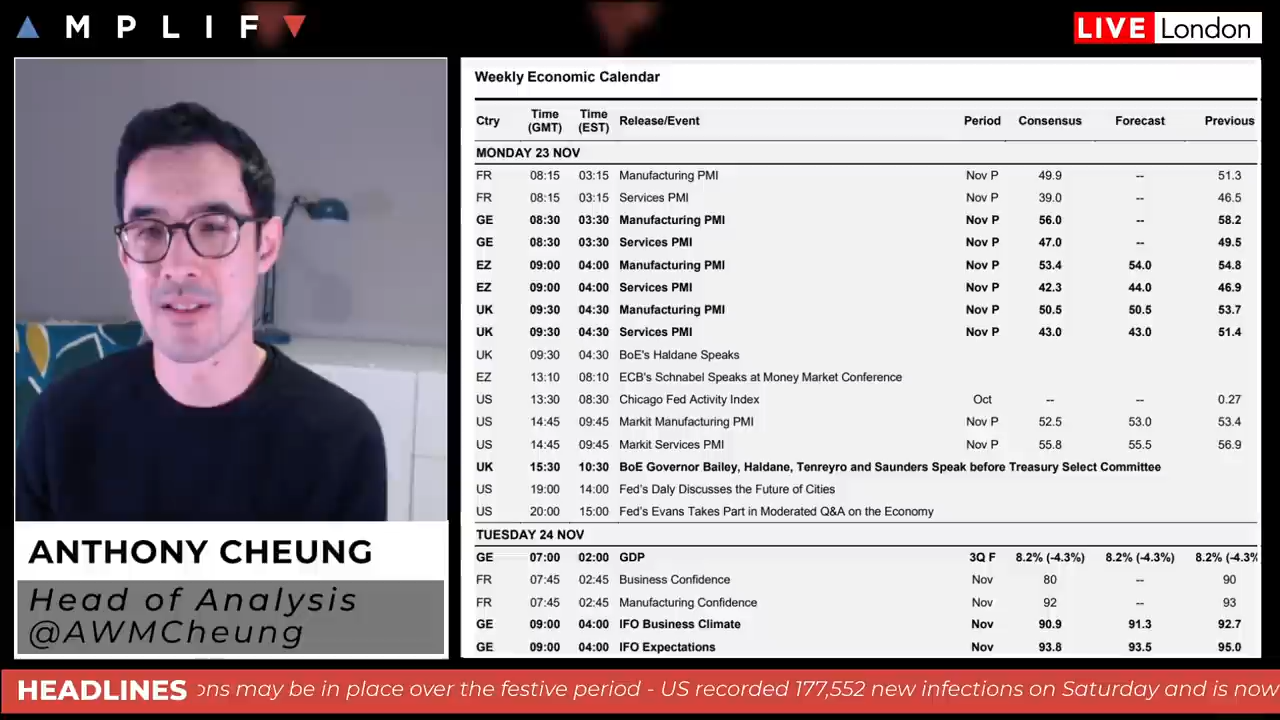 MPLIF
LIVE London
Weekly Economic Calendar
Ctry Time (GMT) Time (EST) Release/Event Period Consensus Forecast Previous
MONDAY 23 NOV
FR 08:15 03:15 Manufacturing PMI Nov P 49.9 -- 51.3
FR 08:15 03:15 Services PMI Nov P 39.0 -- 46.5
GE 08:30 03:30 Manufacturing PMI Nov P 56.0 -- 58.2
GE 08:30 03:30 Services PMI Nov P 47.0 -- 49.5
EZ 09:00 04:00 Manufacturing PMI Nov P 53.4 54.0 54.8
EZ 09:00 04:00 Services PMI Nov P 42.3 44.0 46.9
UK 09:30 04:30 Manufacturing PMI Nov P 50.5 50.5 53.7
UK 09:30 04:30 Services PMI Nov P 43.0 43.0 51.4
UK 09:30 04:30 BoE's Haldane Speaks
EZ 13:10 08:10 ECB's Schnabel Speaks at Money Market Conference
US 13:30 08:30 Chicago Fed Activity Index Oct -- -- 0.27
US 14:45 09:45 Markit Manufacturing PMI Nov P 52.5 53.0 53.4
US 14:45 09:45 Markit Services PMI Nov P 55.8 55.5 56.9
UK 15:30 10:30 BoE Governor Bailey, Haldane, Tenreyro and Saunders Speak before Treasury Select Committee
US 19:00 14:00 Fed's Daly Discusses the Future of Cities
US 20:00 15:00 Fed's Evans Takes Part in Moderated Q&A on the Economy
TUESDAY 24 NOV
GE 07:00 02:00 GDP 3Q F 8.2% (-4.3%) 8.2% (-4.3%) 8.2% (-4.3%
FR 07:45 02:45 Business Confidence Nov 80 -- 90
FR 07:45 02:45 Manufacturing Confidence Nov 92 -- 93
GE 09:00 04:00 IFO Business Climate Nov 90.9 91.3 92.7
GE 09:00 04:00 IFO Expectations Nov 93.8 93.5 95.0
ANTHONY CHEUNG
Head of Analysis
@AWMCheung
HEADLINES ons may be in place over the festive period - US recorded 177,552 new infections on Saturday and is now